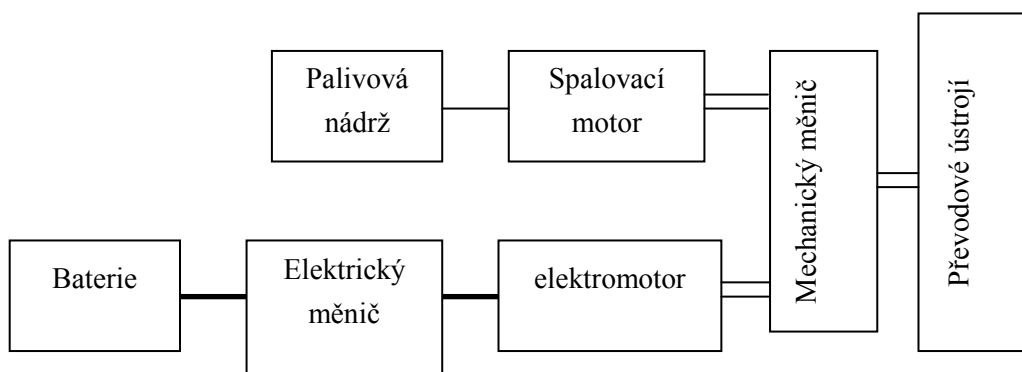 Palivová
nádrž
Spalovací
motor
Mechanický měnič
Převodové ústrojí
Baterie
Elektrický
měnič
elektromotor